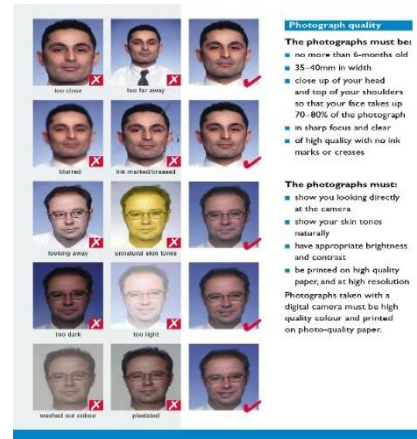 Photograph quality
The photographs must be:
no more than 6-months old
35–40mm in width
close up of your head
and top of your shoulders
so that your face takes up
70–80% of the photograph
in sharp focus and clear
of high quality with no ink
marks or creases
too close
too far away
blurred
ink marked/creased
The photographs must:
show you looking directly
at the camera
show your skin tones
naturally
have appropriate brightness
and contrast
be printed on high quality
paper, and at high resolution
Photographs taken with a
digital camera must be high
quality colour and printed
on photo-quality paper.
looking away
unnatural skin tones
too dark
too light
washed out colour
pixelated